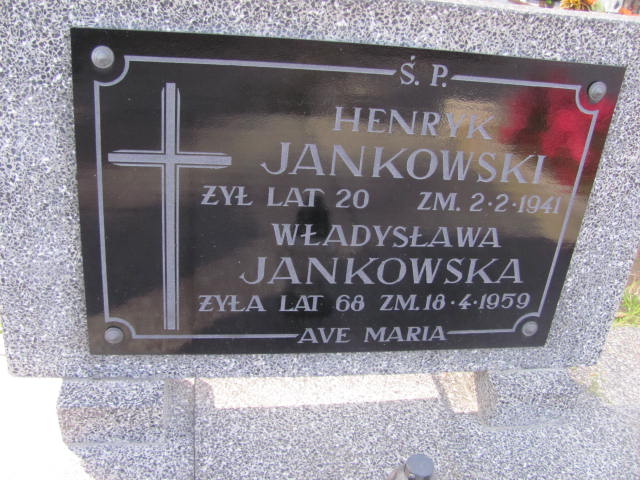 Ś. P.
HENRYK
JANKOWSKI
ŻYŁ LAT 20 ZM. 2-2-1941
WŁADYSŁAWA
JANKOWSKA
ŻYŁA LAT 68 ZM. 18-4-1959
AVE MARIA